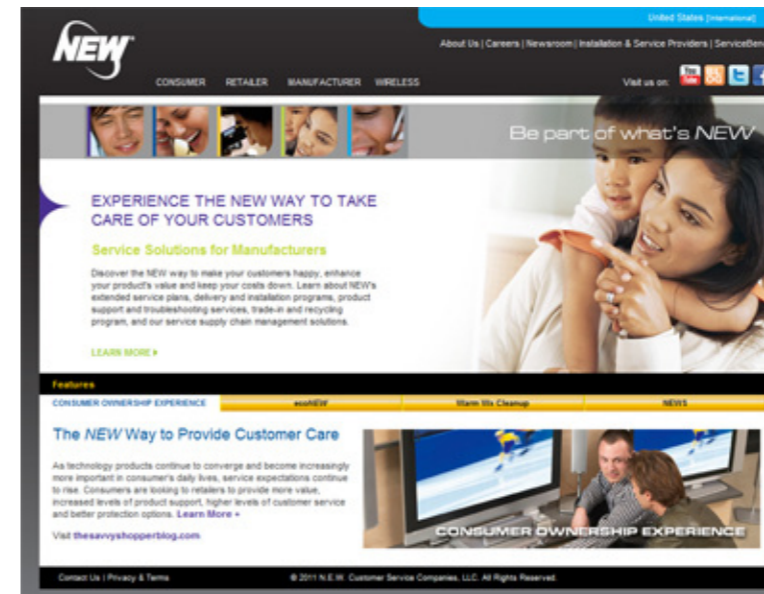 United States [International]
NEW
About Us | Careers | Newsroom | Installation & Service Providers | ServiceBen
CONSUMER RETAILER MANUFACTURER WIRELESS
Visit us on: You Tube
Be part of what's NEW
EXPERIENCE THE NEW WAY TO TAKE
CARE OF YOUR CUSTOMERS
Service Solutions for Manufacturers
Discover the NEW way to make your customers happy, enhance
your product's value and keep your costs down. Learn about NEW's
extended service plans, delivery and installation programs, product
support and troubleshooting services, trade-in and recycling
program, and our service supply chain management solutions.
LEARN MORE
Features
CONSUMER OWNERSHIP EXPERIENCE ecoNEW Warm Wx Cleanup NEWS
The NEW Way to Provide Customer Care
As technology products continue to converge and become increasingly
more important in consumer's daily lives, service expectations continue
to rise. Consumers are looking to retailers to provide more value,
increased levels of product support, higher levels of customer service
and better protection options. Learn More +
Visit thesavvyshopperblog.com
CONSUMER OWNERSHIP EXPERIENCE
Contact Us | Privacy & Terms © 2011 N.E.W. Customer Service Companies, LLC. All Rights Reserved.